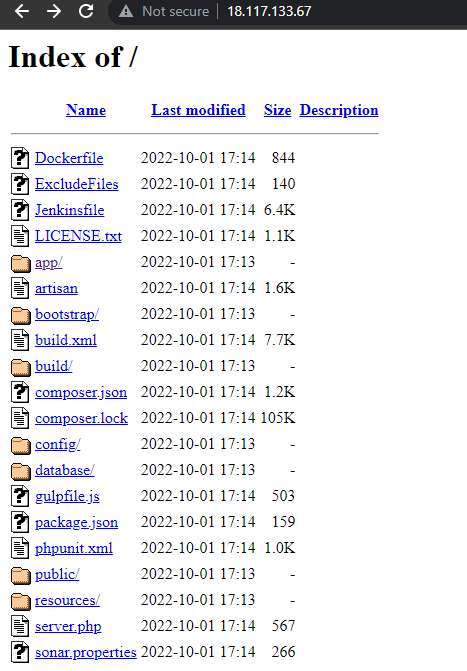 Not secure 18.117.133.67
Index of /
Name Last modified Size Description
Dockerfile 2022-10-01 17:14 844
ExcludeFiles 2022-10-01 17:14 140
Jenkinsfile 2022-10-01 17:14 6.4K
LICENSE.txt 2022-10-01 17:14 1.1K
app/ 2022-10-01 17:13 -
artisan 2022-10-01 17:14 1.6K
bootstrap/ 2022-10-01 17:13 -
build.xml 2022-10-01 17:14 7.7K
build/ 2022-10-01 17:13 -
composer.json 2022-10-01 17:14 1.2K
composer.lock 2022-10-01 17:14 105K
config/ 2022-10-01 17:13 -
database/ 2022-10-01 17:13 -
gulpfile.js 2022-10-01 17:14 503
package.json 2022-10-01 17:14 159
phpunit.xml 2022-10-01 17:14 1.0K
public/ 2022-10-01 17:13 -
resources/ 2022-10-01 17:13 -
server.php 2022-10-01 17:14 567
sonar.properties 2022-10-01 17:14 266